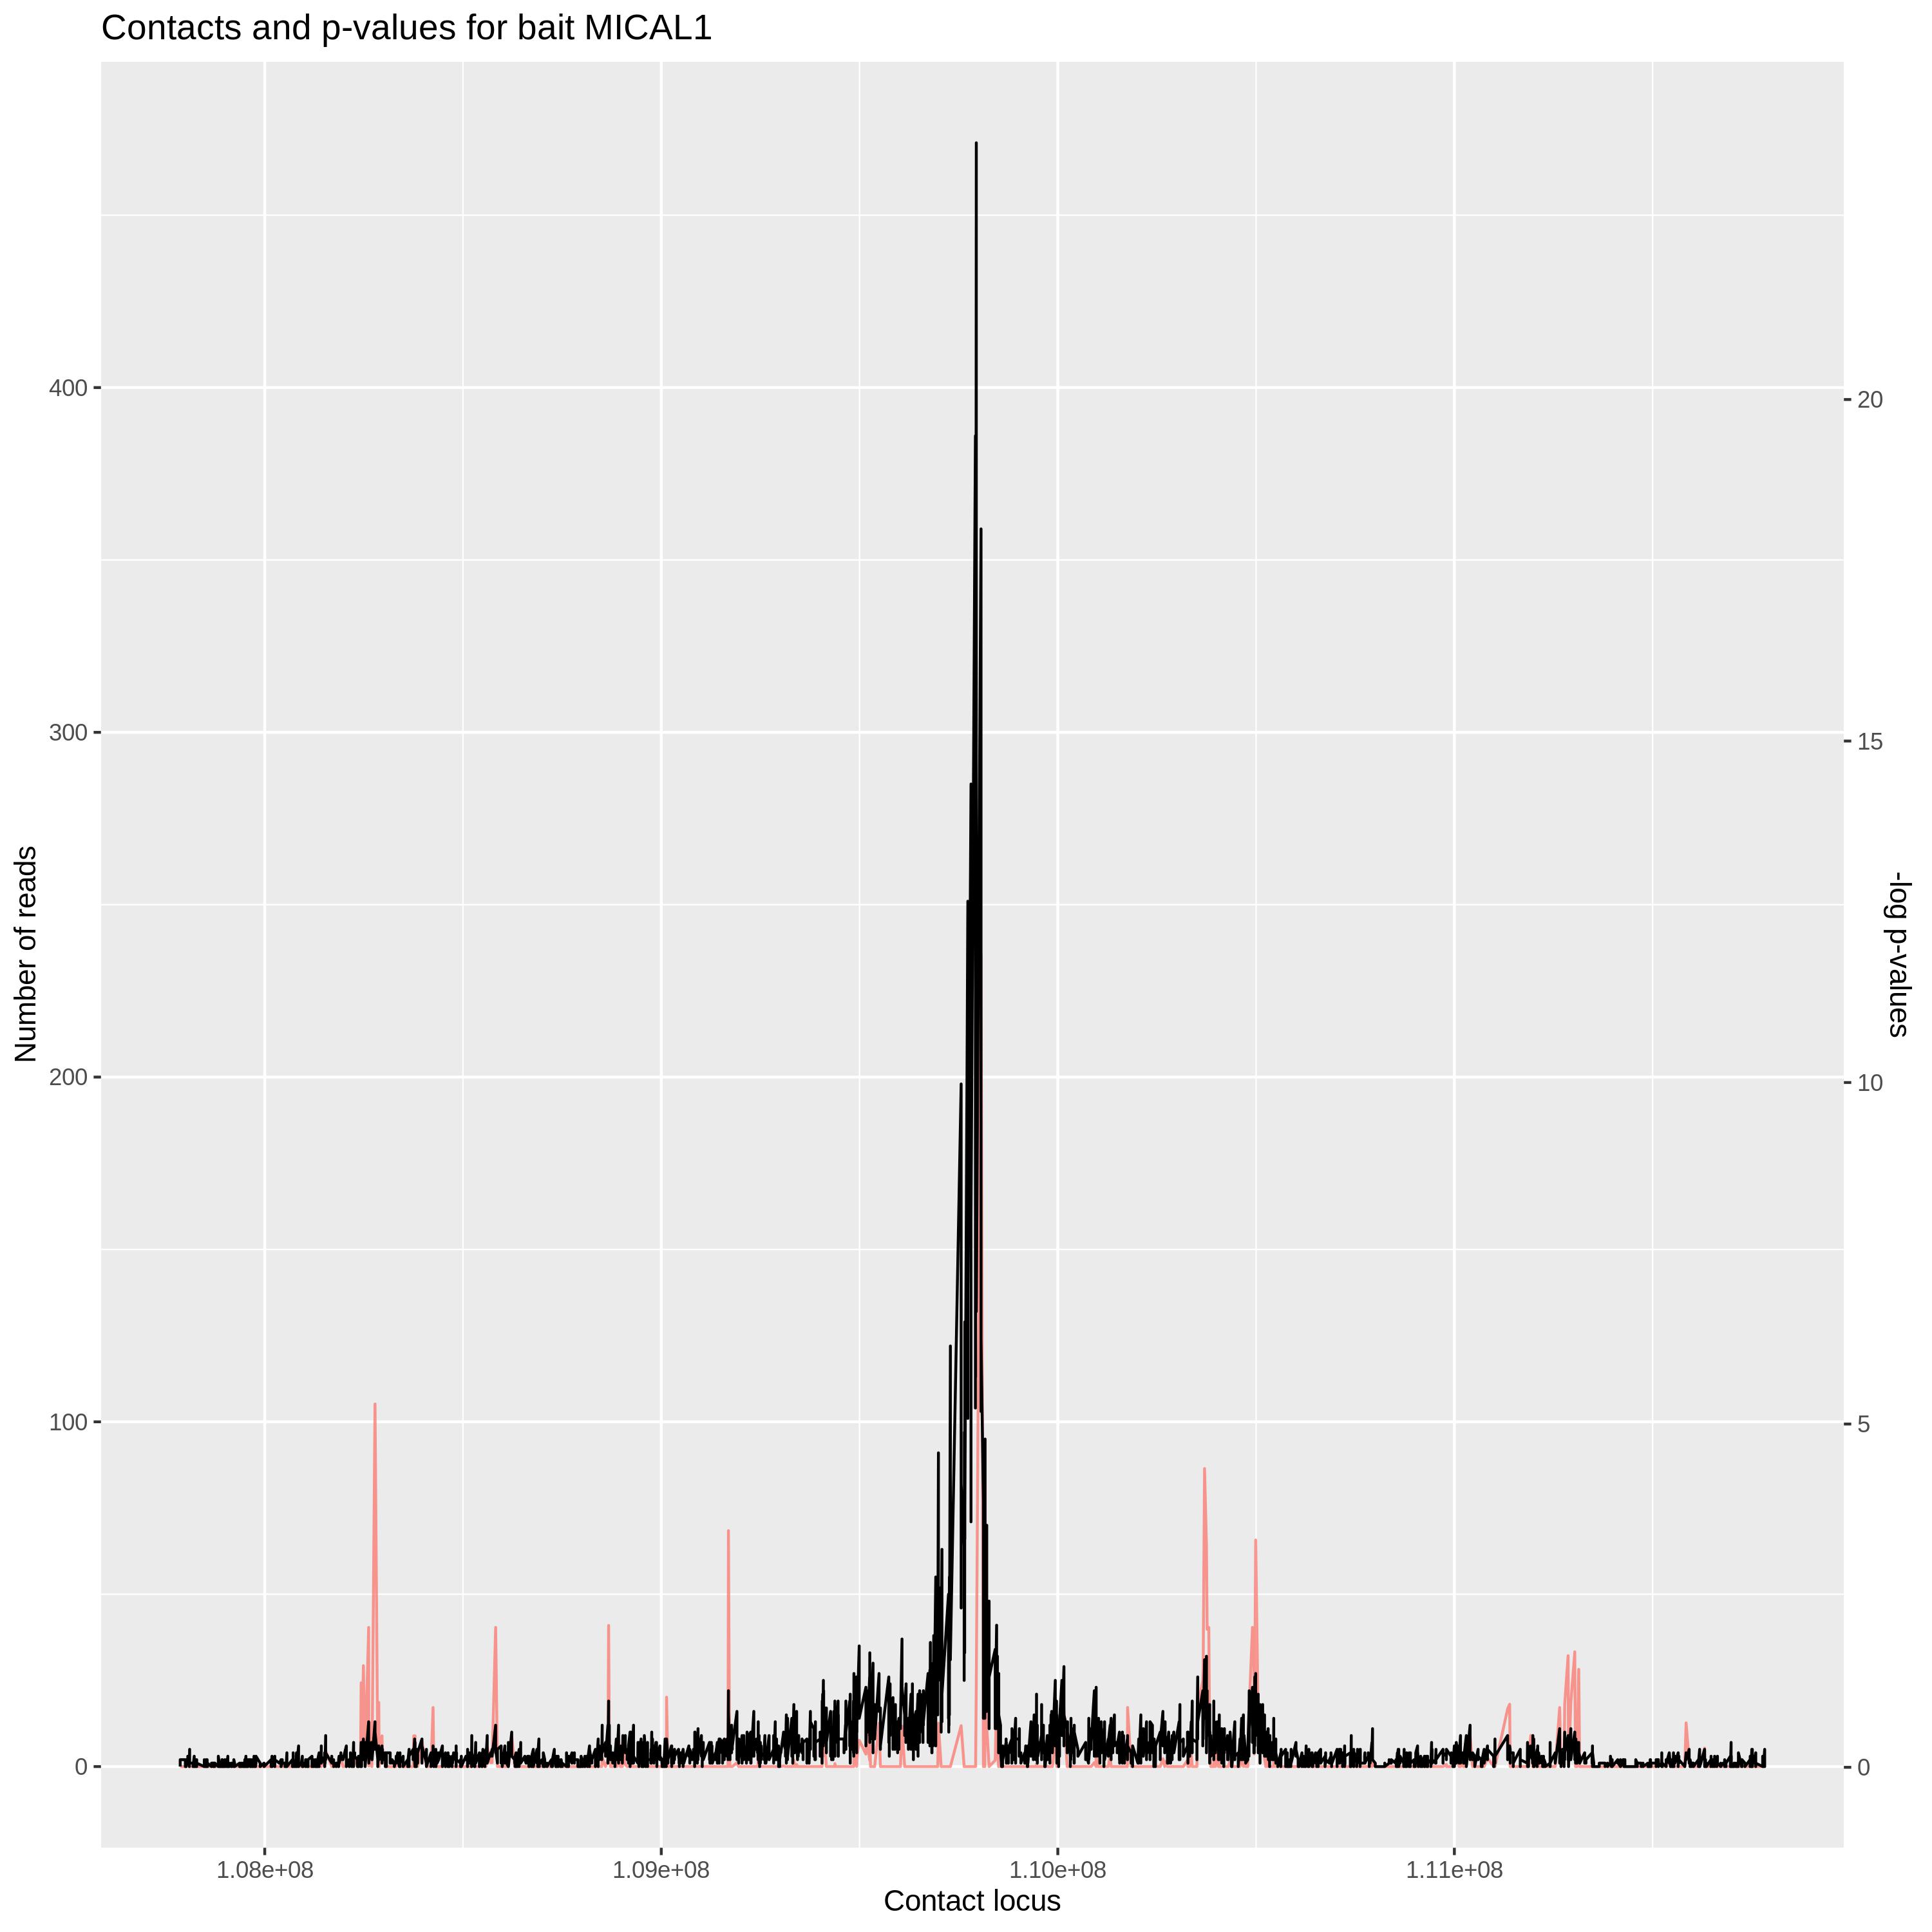 Contacts and p-values for bait MICAL1
Number of reads
400
300
200
100
0
20
15
10
5
0
-log p-values
1.08e+08
1.09e+08
1.10e+08
1.11e+08
Contact locus